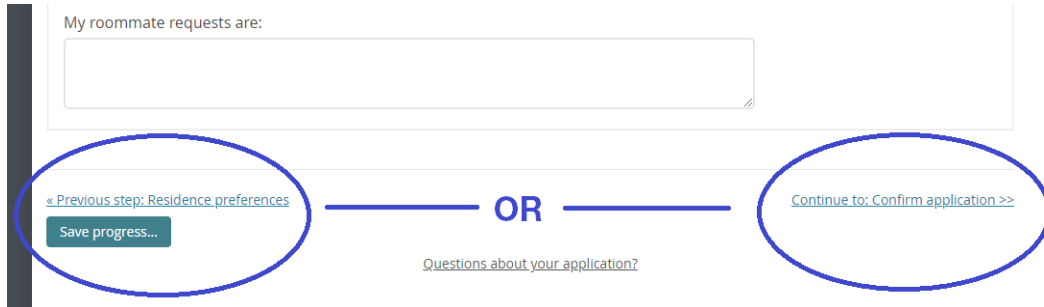 My roommate requests are:
« Previous step: Residence preferences
OR
Continue to: Confirm application >>
Save progress...
Questions about your application?